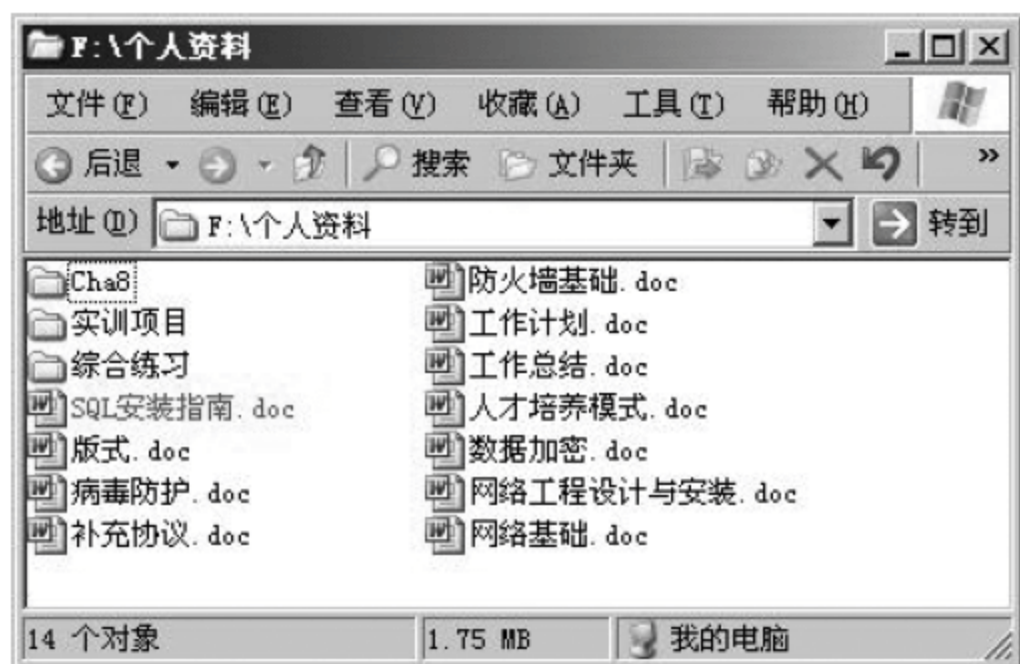 F:\个人资料
文件(F) 编辑(E) 查看(V) 收藏(A) 工具(T) 帮助(H)
后退 搜索 文件夹 »
地址(D) F:\个人资料 转到
Cha8
实训项目
综合练习
SQL安装指南.doc
版式.doc
病毒防护.doc
补充协议.doc
防火墙基础.doc
工作计划.doc
工作总结.doc
人才培养模式.doc
数据加密.doc
网络工程设计与安装.doc
网络基础.doc
14 个对象 1.75 MB 我的电脑